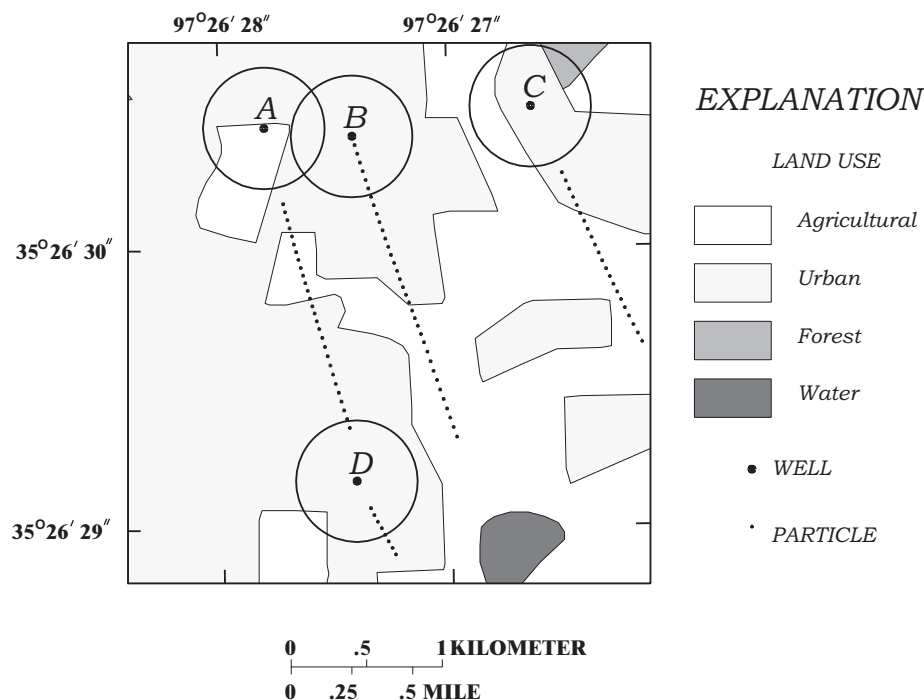 97° 26' 28" 97° 26' 27"
A B C
EXPLANATION
LAND USE
Agricultural
35° 26' 30"
Urban
Forest
Water
D
WELL
35° 26' 29"
PARTICLE
0 .5 1 KILOMETER
0 .25 .5 MILE